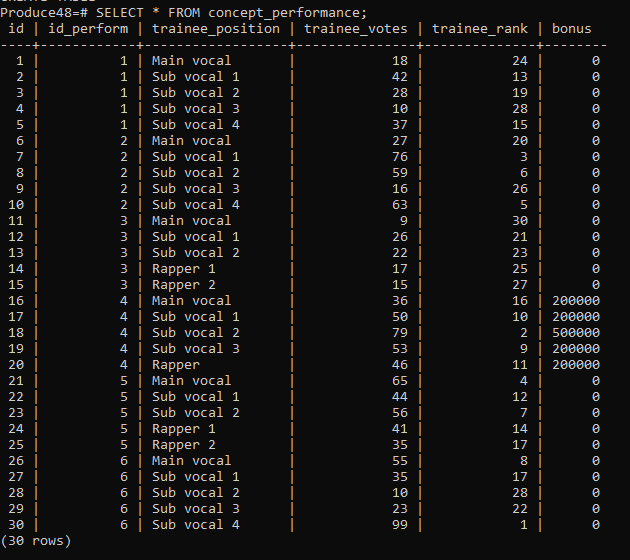 Produce48=# SELECT * FROM concept_performance;
 id | id_perform | trainee_position | trainee_votes | trainee_rank | bonus
----+------------+------------------+---------------+--------------+--------
  1 |          1 | Main vocal       |            18 |           24 |      0
  2 |          1 | Sub vocal 1      |            42 |           13 |      0
  3 |          1 | Sub vocal 2      |            28 |           19 |      0
  4 |          1 | Sub vocal 3      |            10 |           28 |      0
  5 |          1 | Sub vocal 4      |            37 |           15 |      0
  6 |          2 | Main vocal       |            27 |           20 |      0
  7 |          2 | Sub vocal 1      |            76 |            3 |      0
  8 |          2 | Sub vocal 2      |            59 |            6 |      0
  9 |          2 | Sub vocal 3      |            16 |           26 |      0
 10 |          2 | Sub vocal 4      |            63 |            5 |      0
 11 |          3 | Main vocal       |             9 |           30 |      0
 12 |          3 | Sub vocal 1      |            26 |           21 |      0
 13 |          3 | Sub vocal 2      |            22 |           23 |      0
 14 |          3 | Rapper 1         |            17 |           25 |      0
 15 |          3 | Rapper 2         |            15 |           27 |      0
 16 |          4 | Main vocal       |            36 |           16 | 200000
 17 |          4 | Sub vocal 1      |            50 |           10 | 200000
 18 |          4 | Sub vocal 2      |            79 |            2 | 500000
 19 |          4 | Sub vocal 3      |            53 |            9 | 200000
 20 |          4 | Rapper           |            46 |           11 | 200000
 21 |          5 | Main vocal       |            65 |            4 |      0
 22 |          5 | Sub vocal 1      |            44 |           12 |      0
 23 |          5 | Sub vocal 2      |            56 |            7 |      0
 24 |          5 | Rapper 1         |            41 |           14 |      0
 25 |          5 | Rapper 2         |            35 |           17 |      0
 26 |          6 | Main vocal       |            55 |            8 |      0
 27 |          6 | Sub vocal 1      |            35 |           17 |      0
 28 |          6 | Sub vocal 2      |            10 |           28 |      0
 29 |          6 | Sub vocal 3      |            23 |           22 |      0
 30 |          6 | Sub vocal 4      |            99 |            1 |      0
(30 rows)